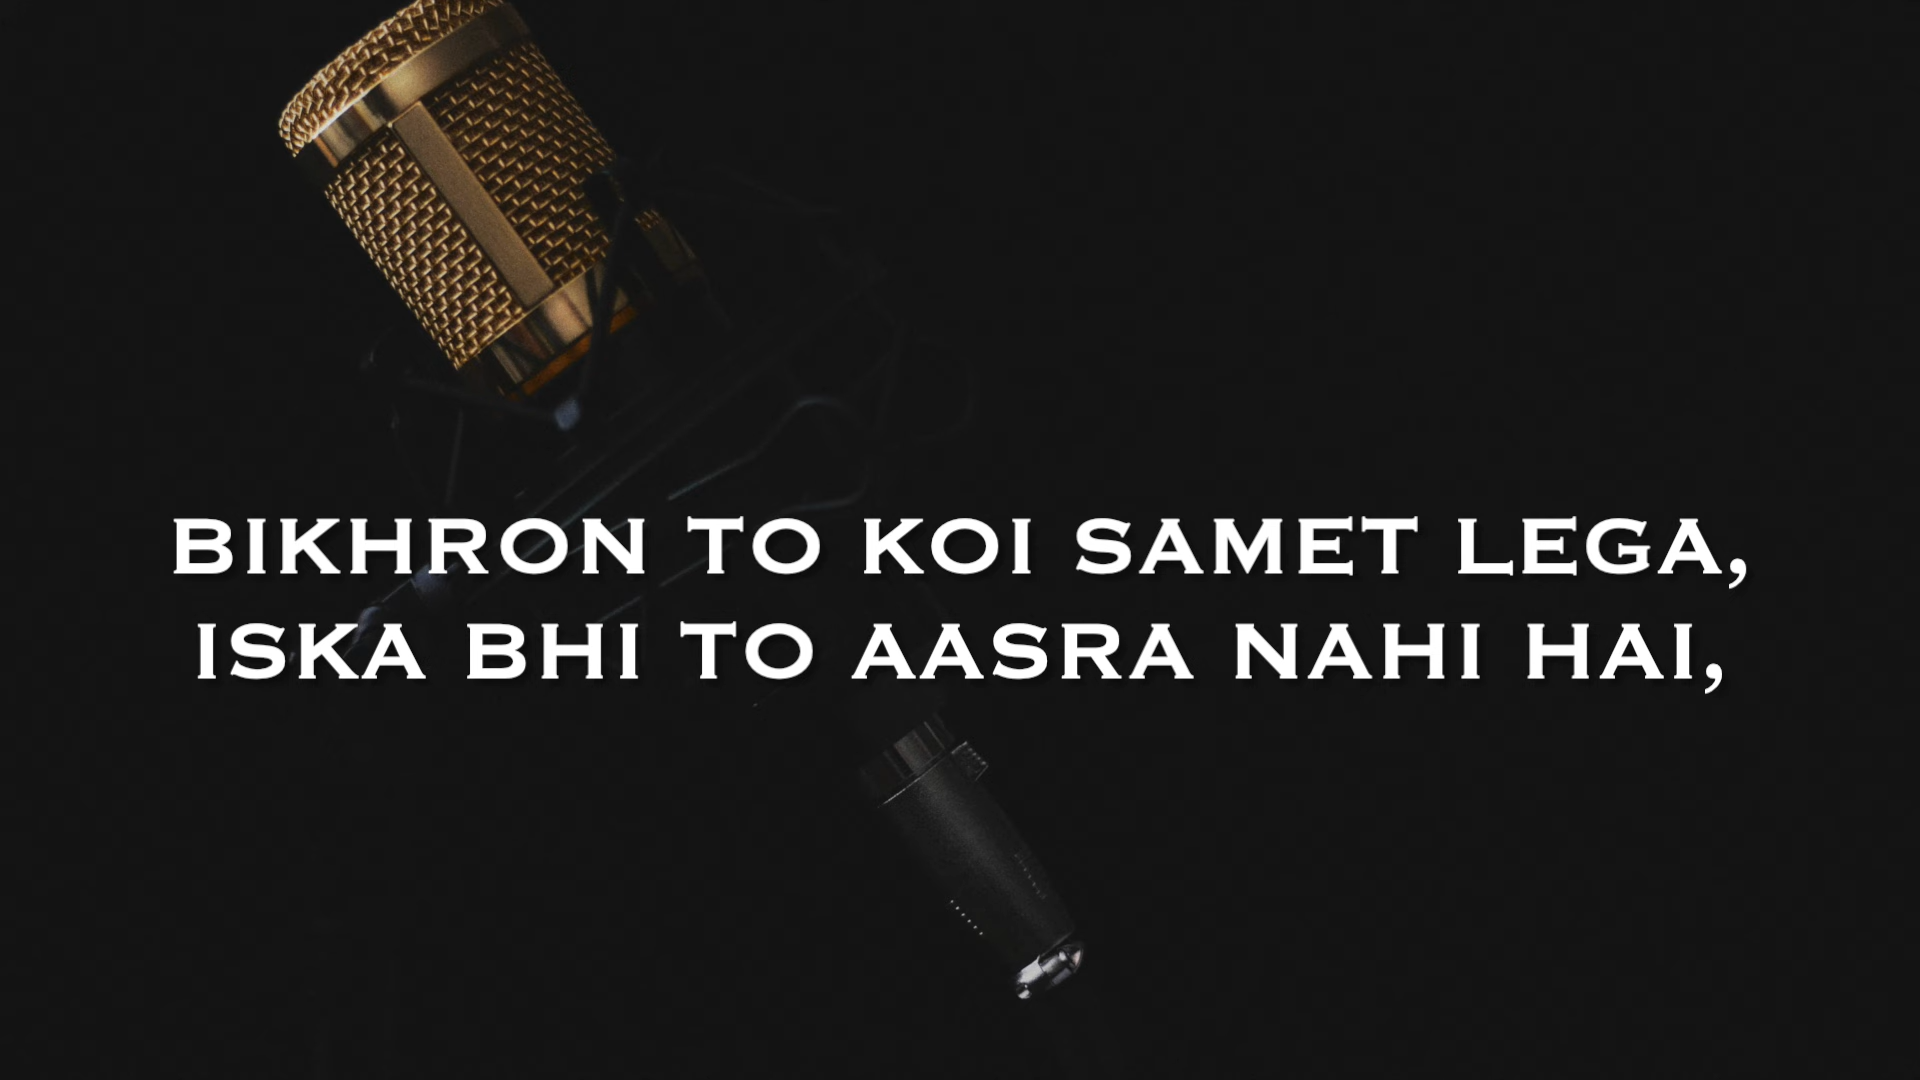 BIKHRON TO KOI SAMET LEGA,
ISKA BHI TO AASRA NAHI HAI,